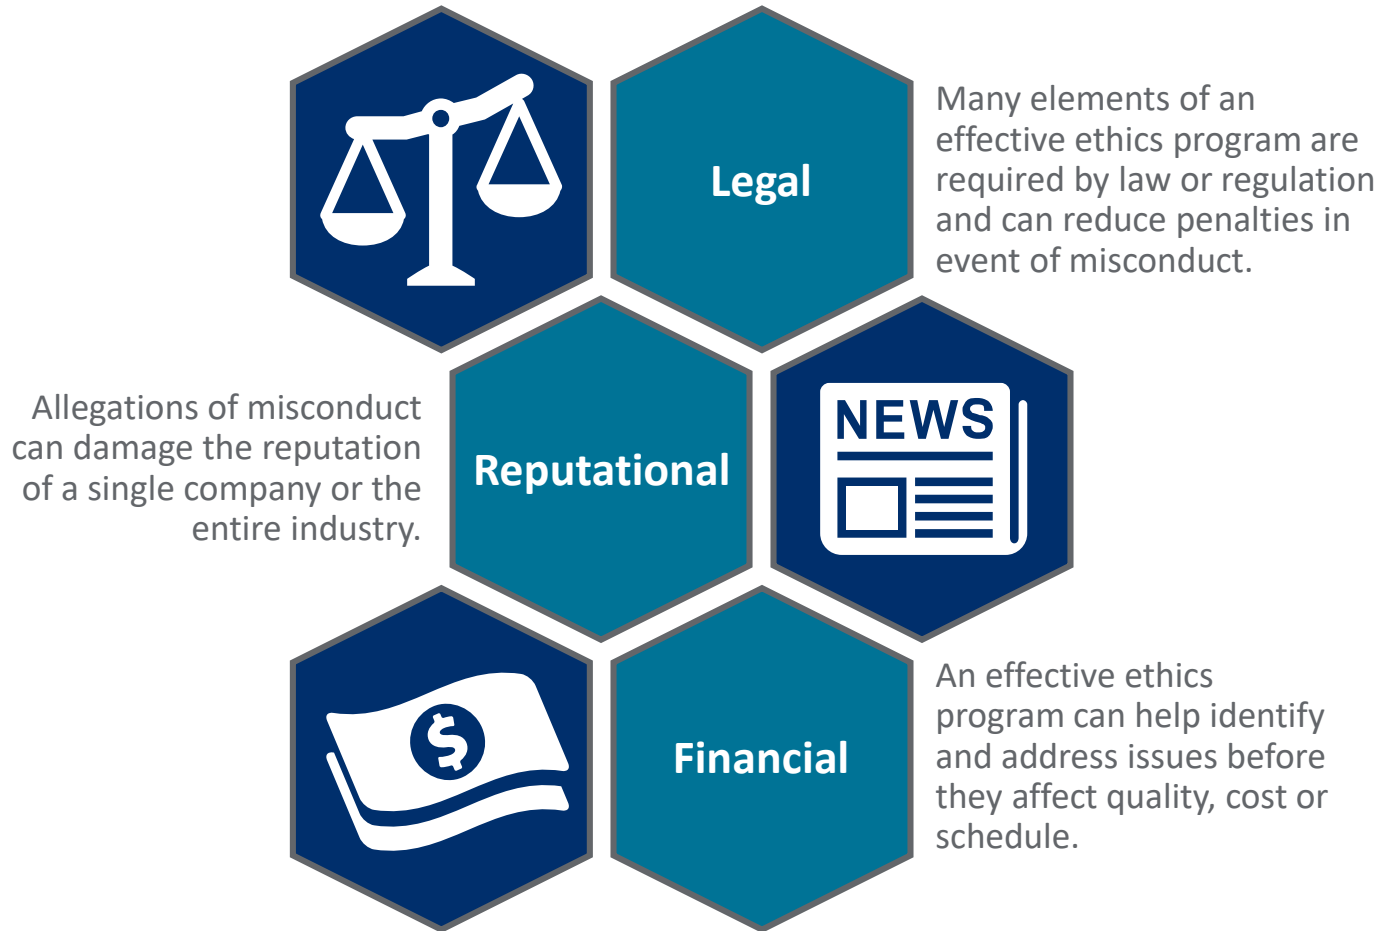 Legal
Many elements of an
effective ethics program are
required by law or regulation
and can reduce penalties in
event of misconduct.
Allegations of misconduct
can damage the reputation
of a single company or the
entire industry.
Reputational
NEWS
$
Financial
An effective ethics
program can help identify
and address issues before
they affect quality, cost or
schedule.